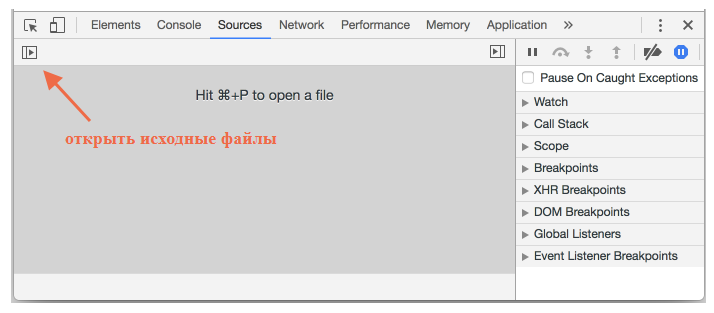 Elements Console Sources Network Performance Memory Application »
Hit ⌘+P to open a file
открыть исходные файлы
Pause On Caught Exceptions
Watch
Call Stack
Scope
Breakpoints
XHR Breakpoints
DOM Breakpoints
Global Listeners
Event Listener Breakpoints